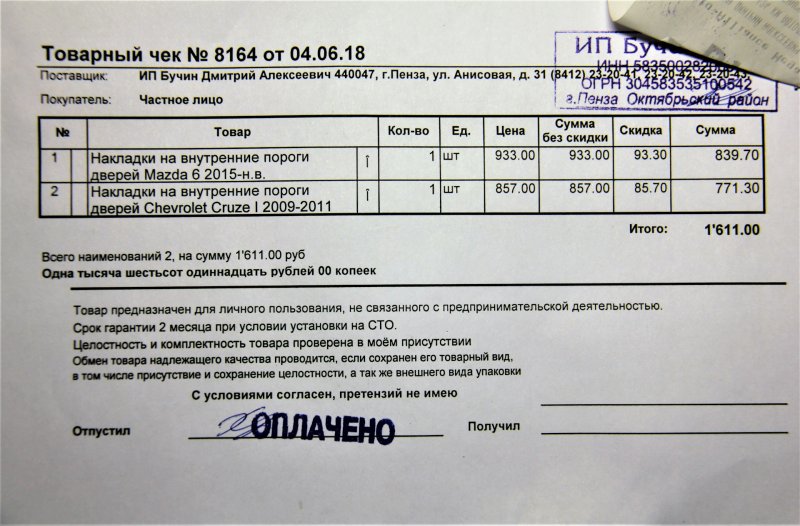 Товарный чек № 8164 от 04.06.18
Поставщик: ИП Бучин Дмитрий Алексеевич 440047, г.Пенза, ул. Анисовая, д. 31 (8412) 23-20-41, 23-20-42, 23-20-43,
Покупатель: Частное лицо
ИП Бучин
ИНН 5835002820
ОГРН 304583535100542
г.Пенза Октябрьский район
№ Товар Кол-во Ед. Цена Сумма без скидки Скидка Сумма
1 Накладки на внутренние пороги 1 шт 933.00 933.00 93.30 839.70
дверей Mazda 6 2015-н.в.
2 Накладки на внутренние пороги 1 шт 857.00 857.00 85.70 771.30
дверей Chevrolet Cruze I 2009-2011
Итого: 1'611.00
Всего наименований 2, на сумму 1'611.00 руб
Одна тысяча шестьсот одиннадцать рублей 00 копеек
Товар предназначен для личного пользования, не связанного с предпринимательской деятельностью.
Срок гарантии 2 месяца при условии установки на СТО.
Целостность и комплектность товара проверена в моём присутствии
Обмен товара надлежащего качества проводится, если сохранен его товарный вид,
в том числе присутствие и сохранение целостности, а так же внешнего вида упаковки
С условиями согласен, претензий не имею
Отпустил ОПЛАЧЕНО Получил